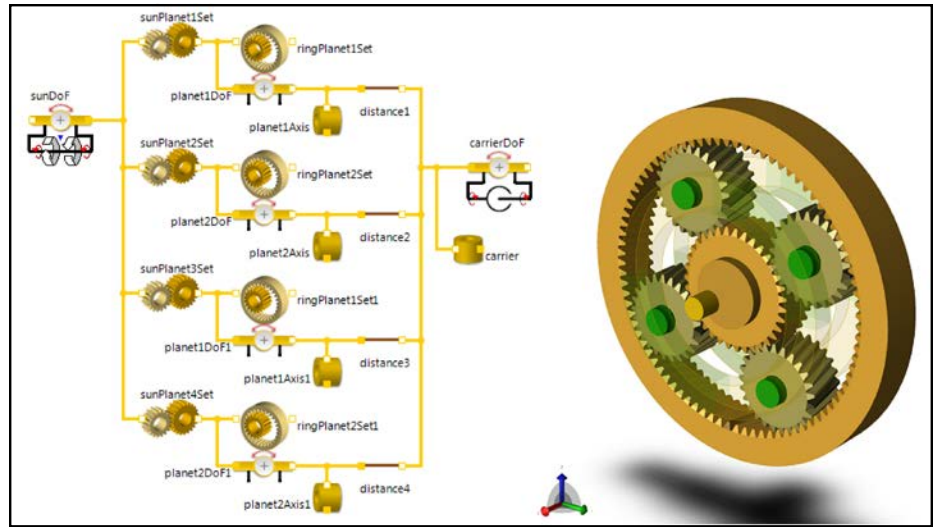 sunPlanet1Set
ringPlanet1Set
sunDoF
planet1DoF
planet1Axis
distance1
sunPlanet2Set
carrierDoF
ringPlanet2Set
planet2DoF
planet2Axis
distance2
carrier
sunPlanet3Set
ringPlanet1Set1
planet1DoF1
planet1Axis1
distance3
sunPlanet4Set
ringPlanet2Set1
planet2DoF1
planet2Axis1
distance4